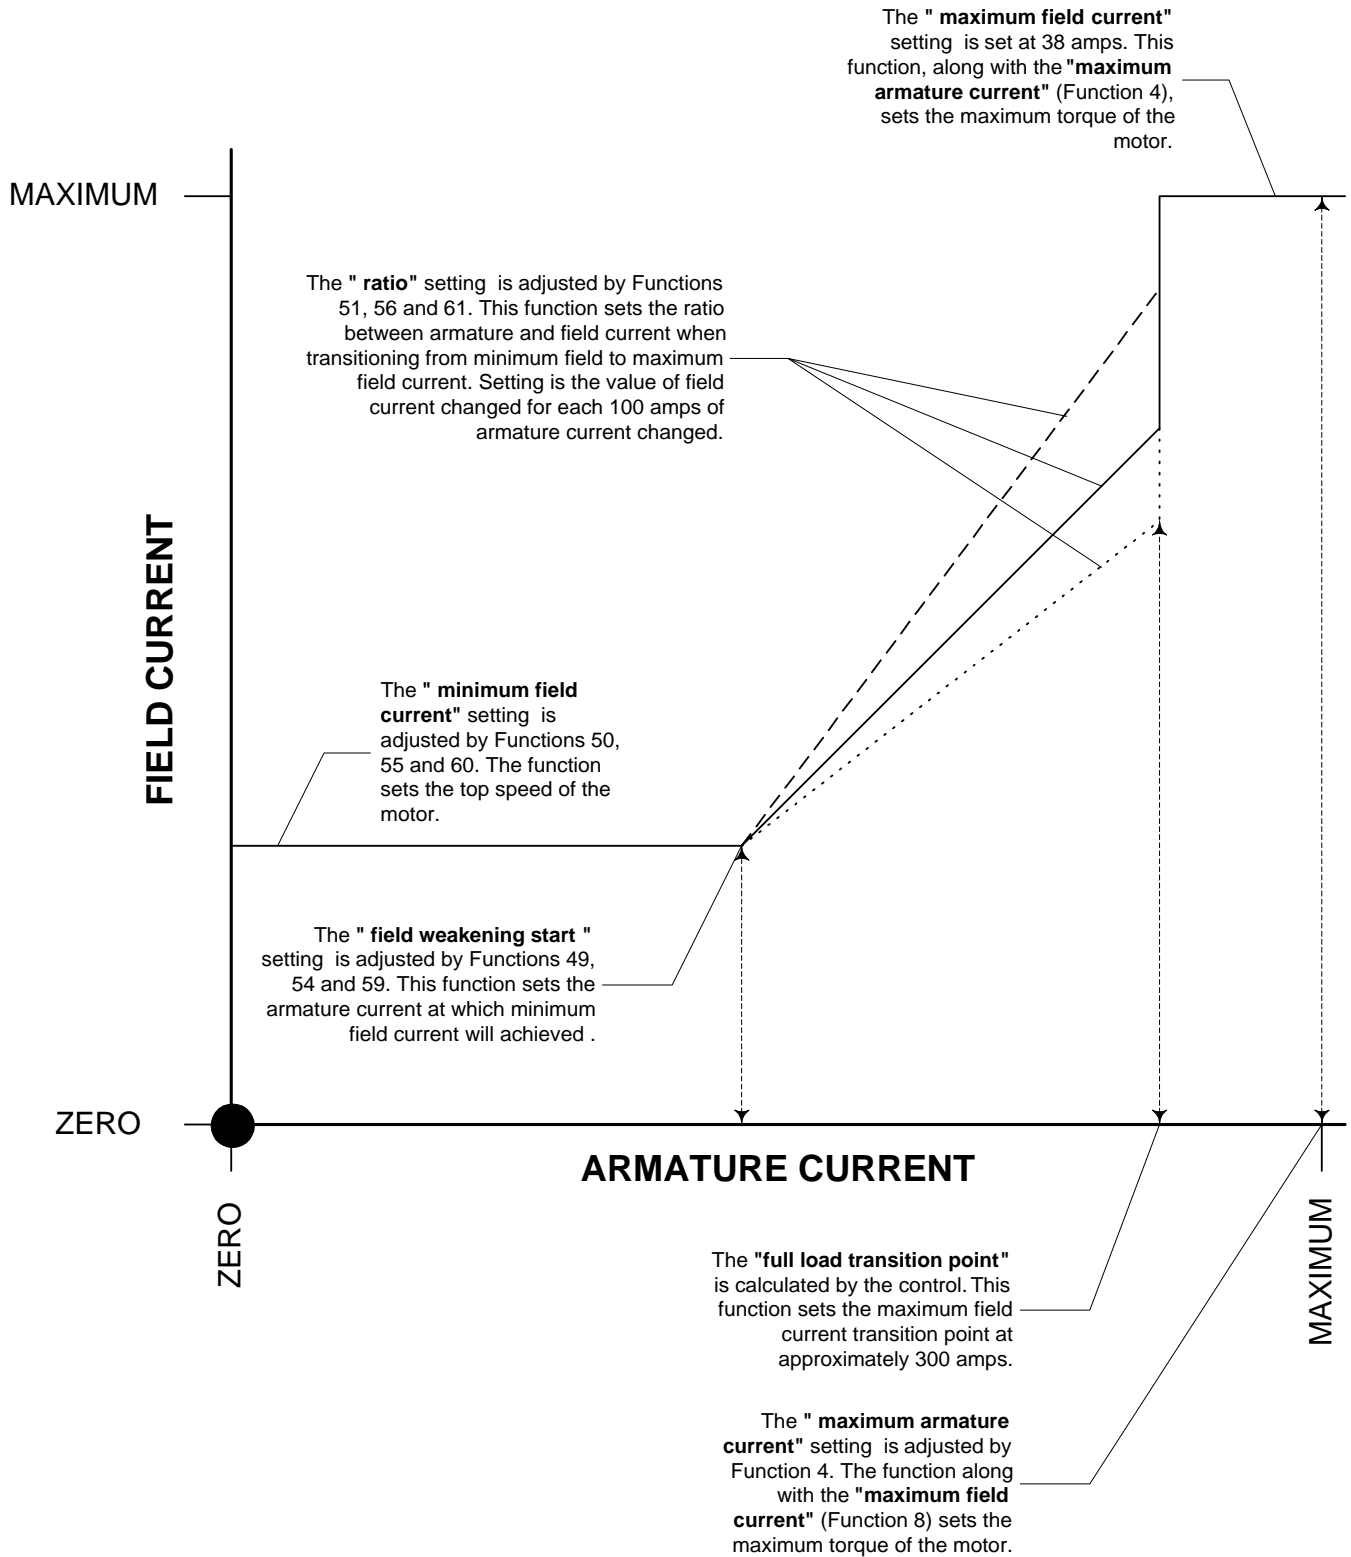 The " maximum field current"
setting is set at 38 amps. This
function, along with the "maximum
armature current" (Function 4),
sets the maximum torque of the
motor.
MAXIMUM
The " ratio" setting is adjusted by Functions
51, 56 and 61. This function sets the ratio
between armature and field current when
transitioning from minimum field to maximum
field current. Setting is the value of field
current changed for each 100 amps of
armature current changed.
FIELD CURRENT
The " minimum field
current" setting is
adjusted by Functions 50,
55 and 60. The function
sets the top speed of the
motor.
The " field weakening start "
setting is adjusted by Functions 49,
54 and 59. This function sets the
armature current at which minimum
field current will achieved .
ZERO
ARMATURE CURRENT
ZERO
MAXIMUM
The "full load transition point"
is calculated by the control. This
function sets the maximum field
current transition point at
approximately 300 amps.
The " maximum armature
current" setting is adjusted by
Function 4. The function along
with the "maximum field
current" (Function 8) sets the
maximum torque of the motor.